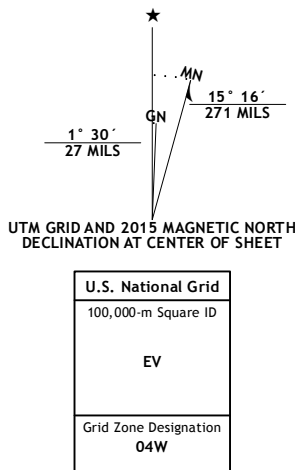 ★
MN
GN
15° 16´
271 MILS
1° 30´
27 MILS
UTM GRID AND 2015 MAGNETIC NORTH
DECLINATION AT CENTER OF SHEET
U.S. National Grid
100,000-m Square ID
EV
Grid Zone Designation
04W